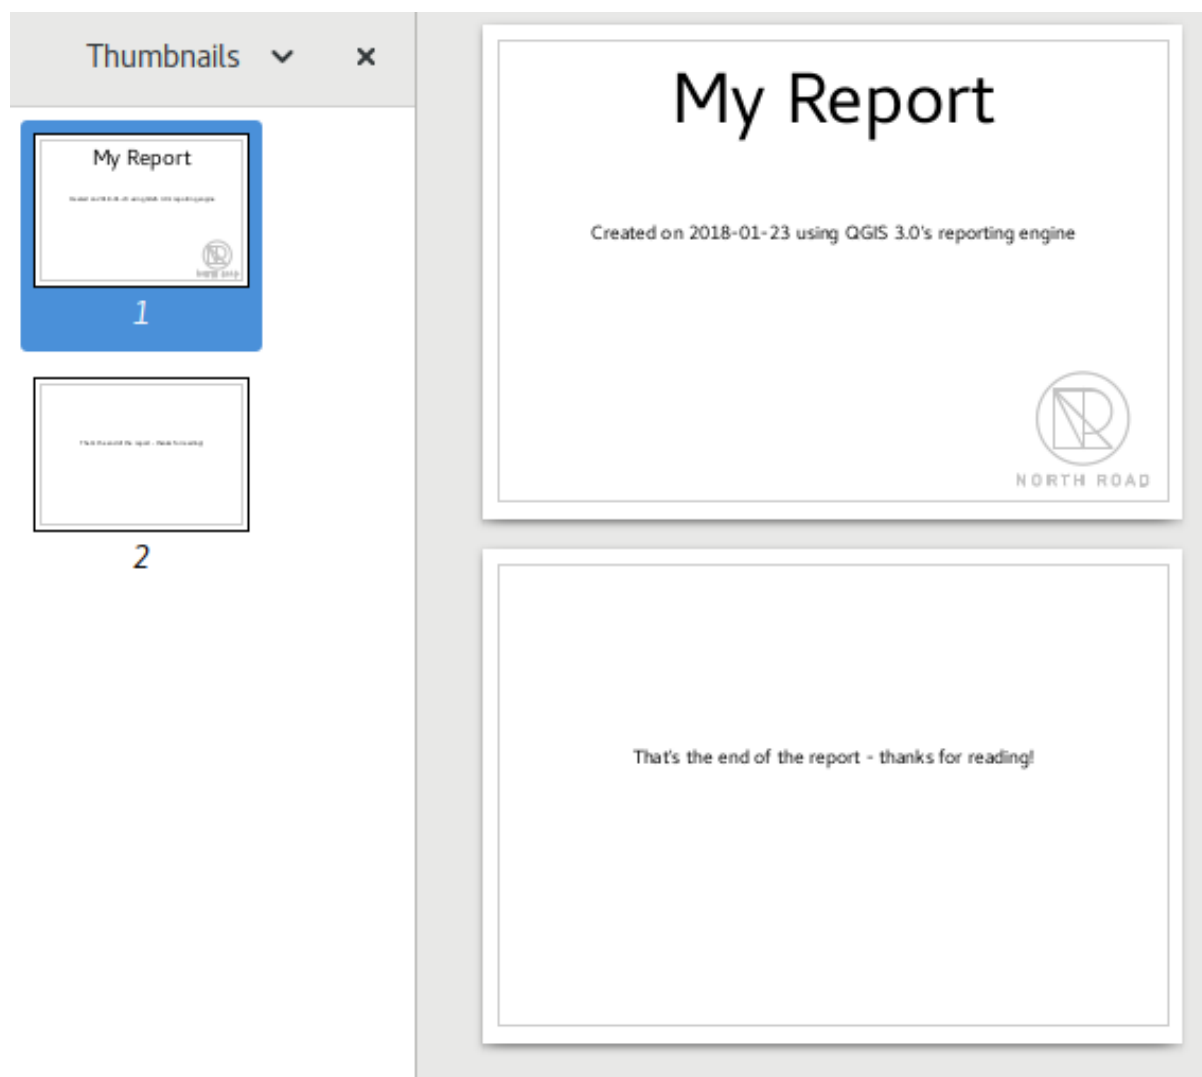 Thumbnails
My Report
1
2
My Report
Created on 2018-01-23 using QGIS 3.0's reporting engine
NORTH ROAD
That's the end of the report - thanks for reading!